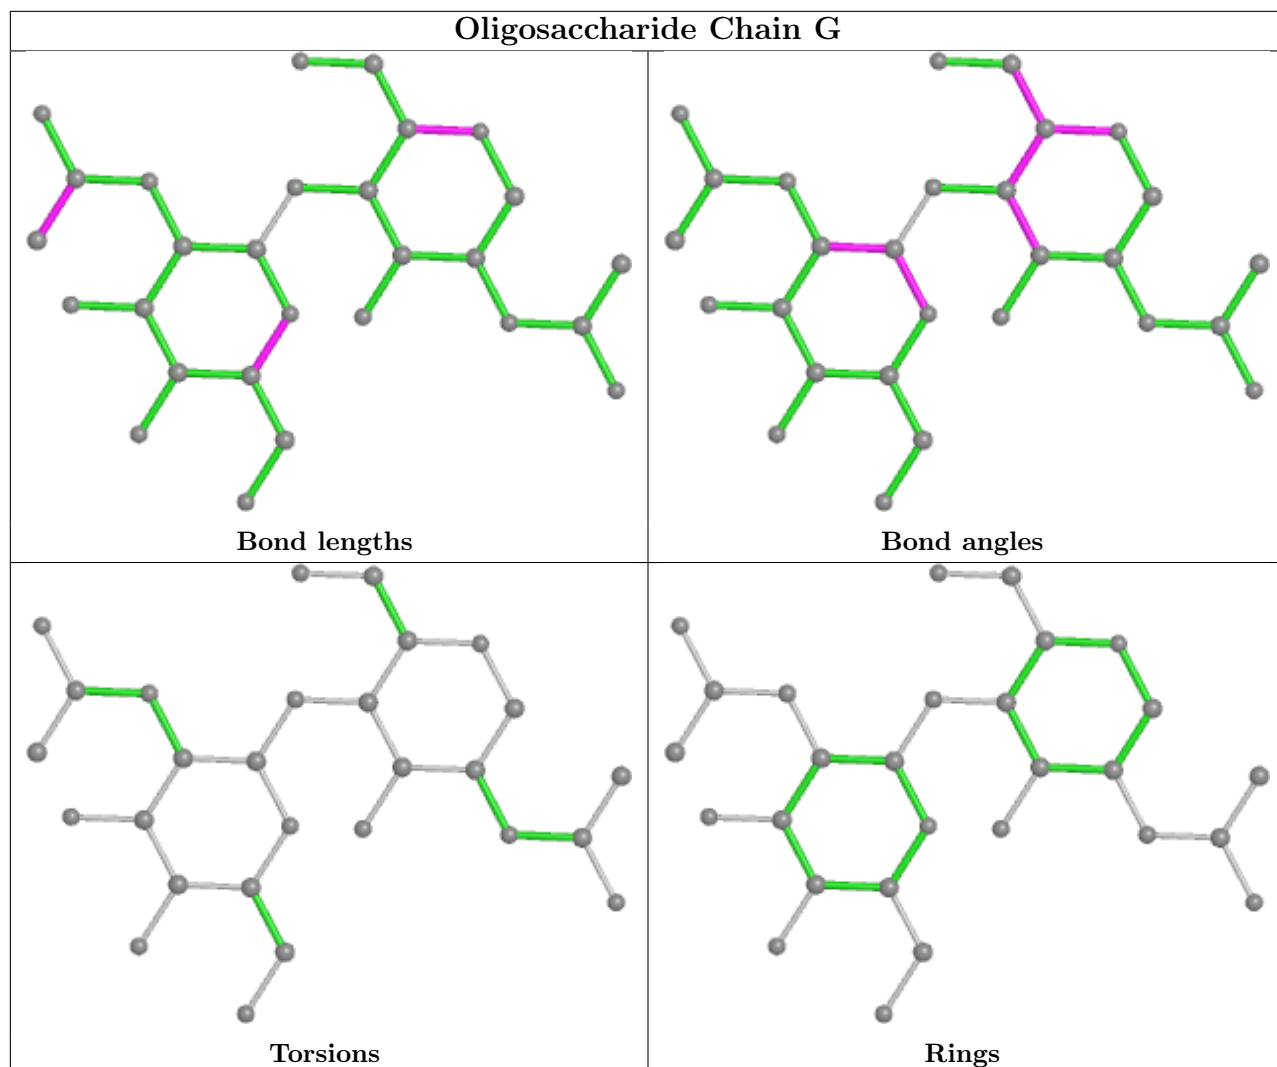 Oligosaccharide Chain G
Bond lengths
Bond angles
Torsions
Rings